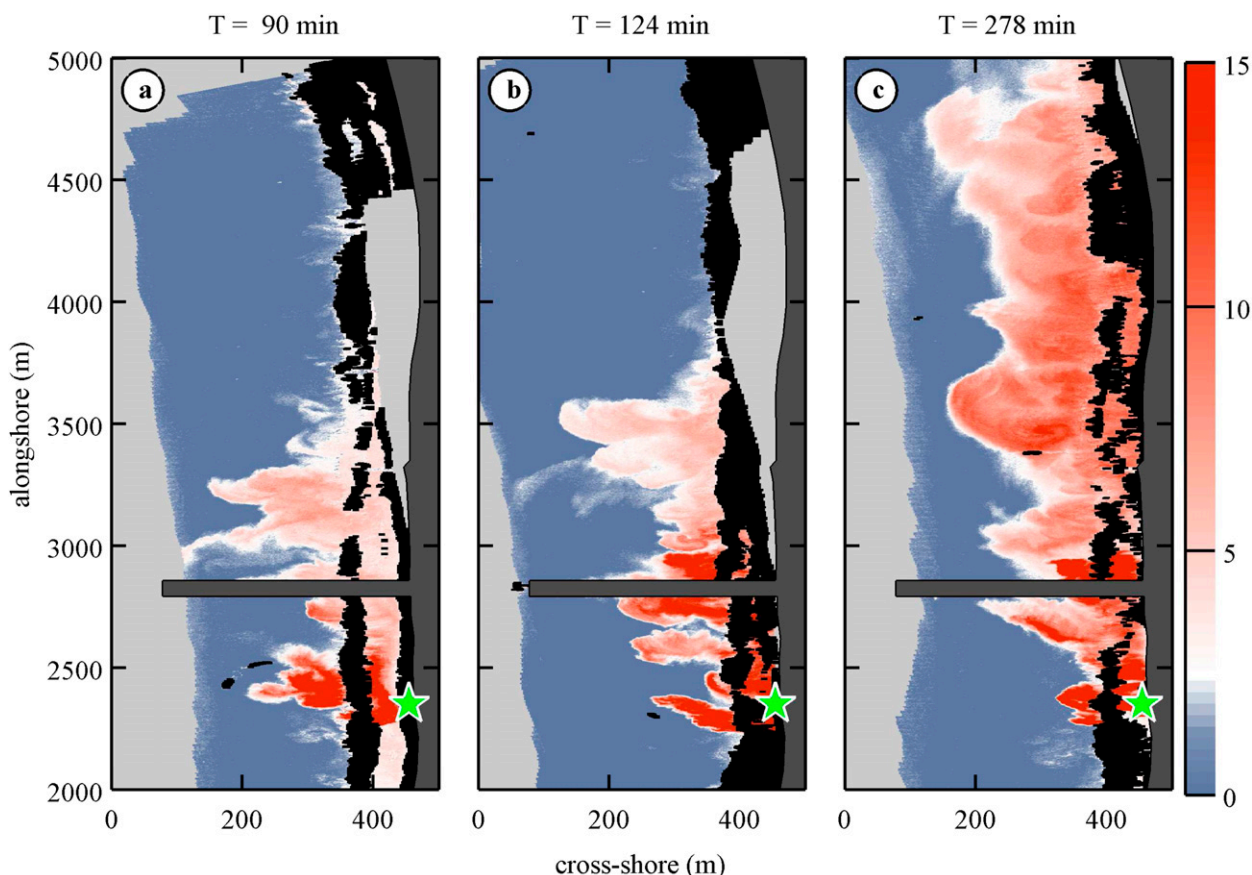 T = 90 min T = 124 min T = 278 min
a b c
5000
4500
4000
3500
3000
2500
2000
alongshore (m)
0 200 400 0 200 400 0 200 400
cross-shore (m)
15
10
5
0